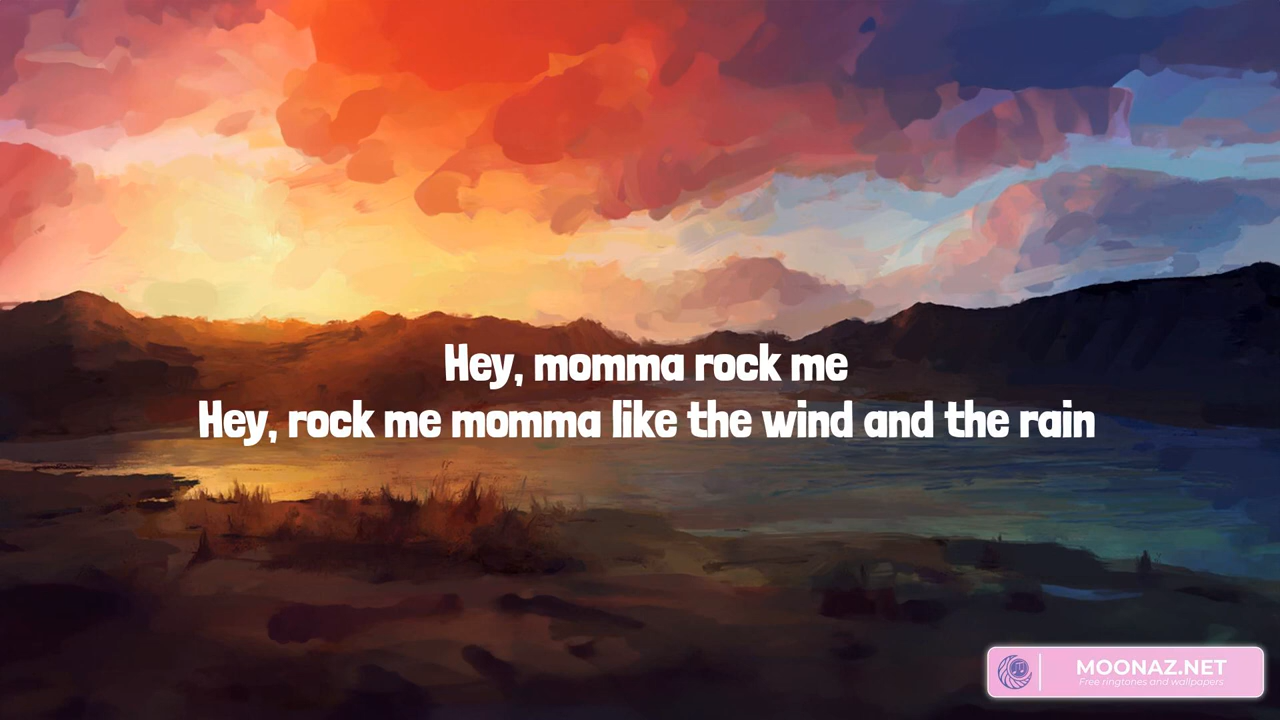 Hey, momma rock me
Hey, rock me momma like the wind and the rain
MOONAZ.NET
Free ringtones and wallpapers